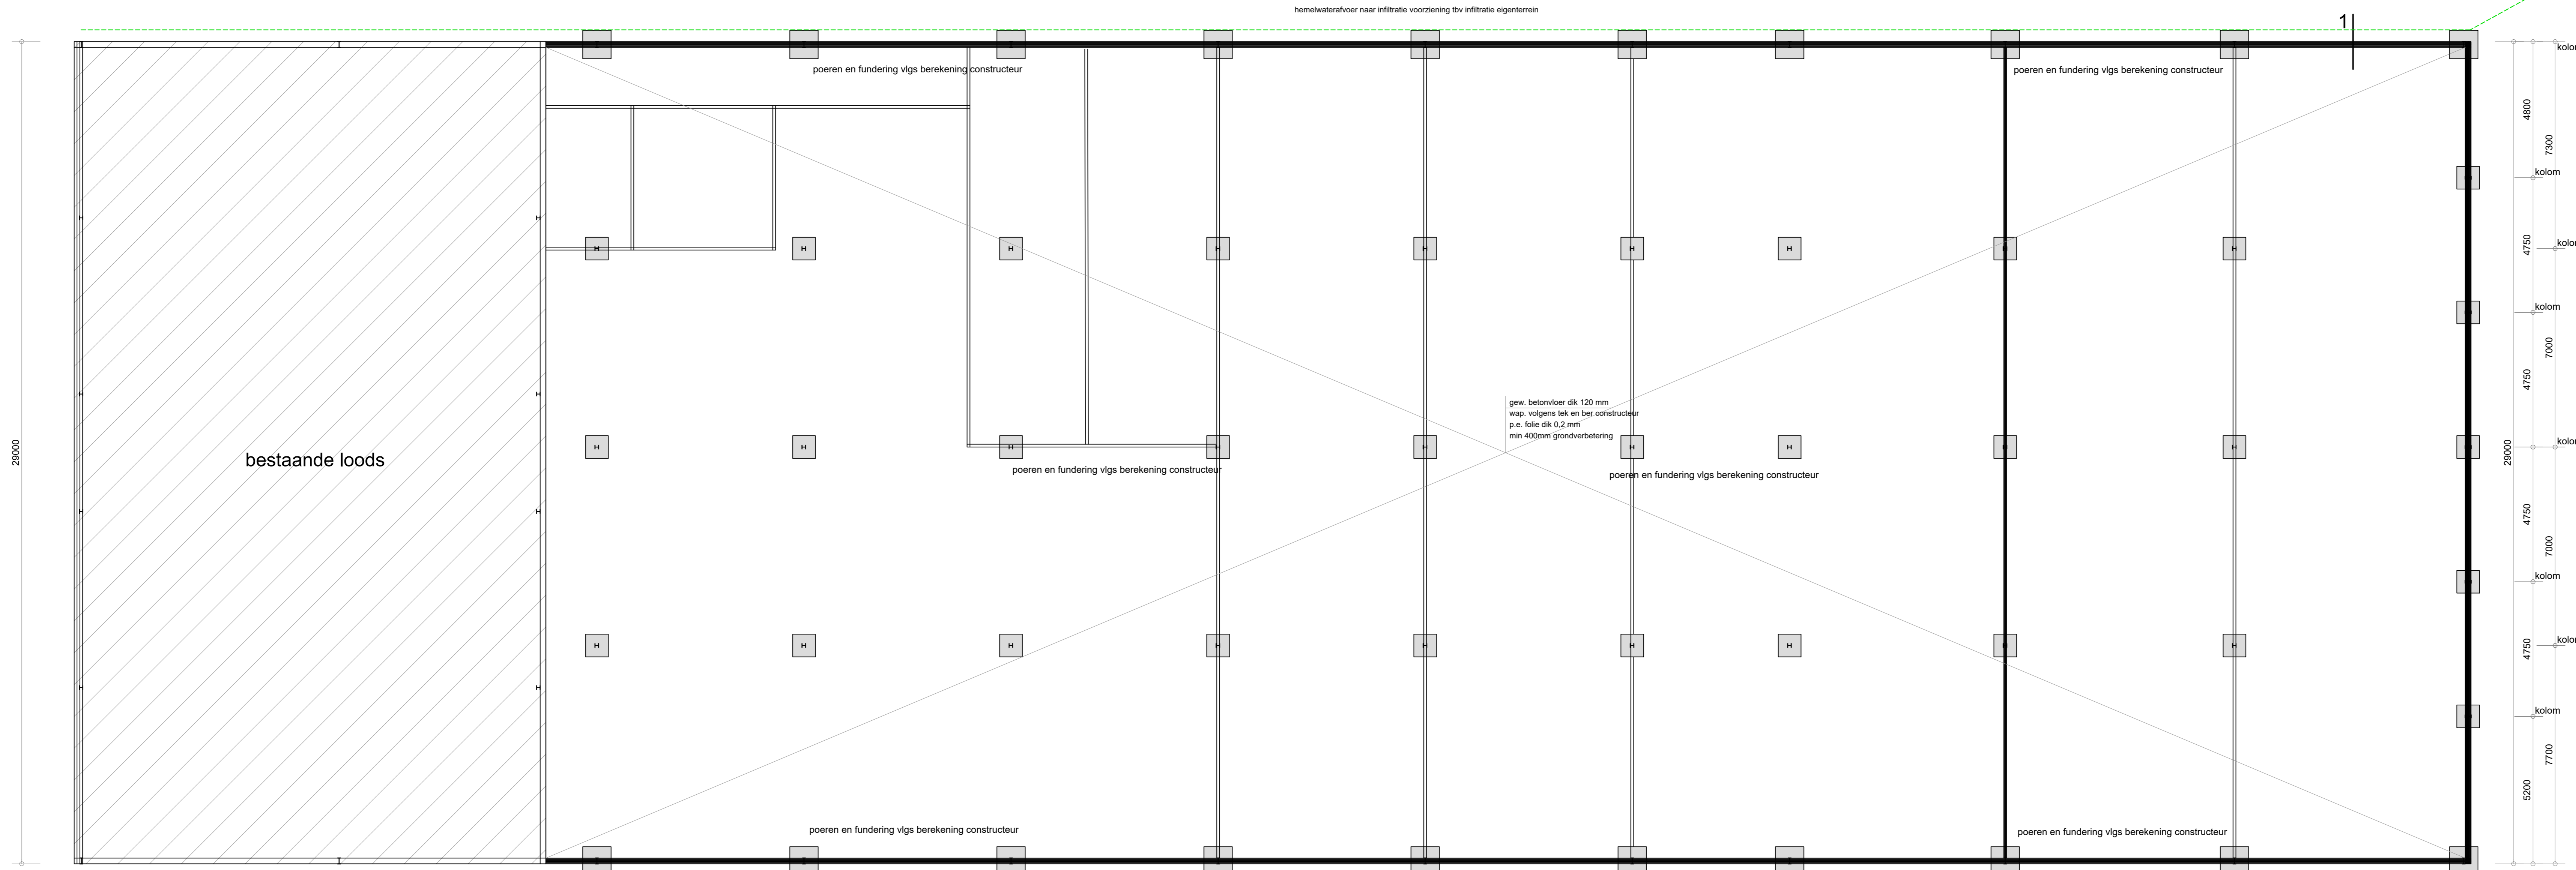 hemelwaterafvoer naar infiltratie voorziening tbv infiltratie eigenterrein
1
poeren en fundering vlgs berekening constructeur
poeren en fundering vlgs berekening constructeur
kolom
kolom
kolom
kolom
kolom
kolom
kolom
kolom
4800
4750
4750
4750
4750
5200
7300
7000
7000
7700
29000
29000
bestaande loods
gew. betonvloer dik 120 mm
wap. volgens tek en ber constructeur
p.e. folie dik 0,2 mm
min 400mm grondverbetering
poeren en fundering vlgs berekening constructeur
poeren en fundering vlgs berekening constructeur
poeren en fundering vlgs berekening constructeur
poeren en fundering vlgs berekening constructeur